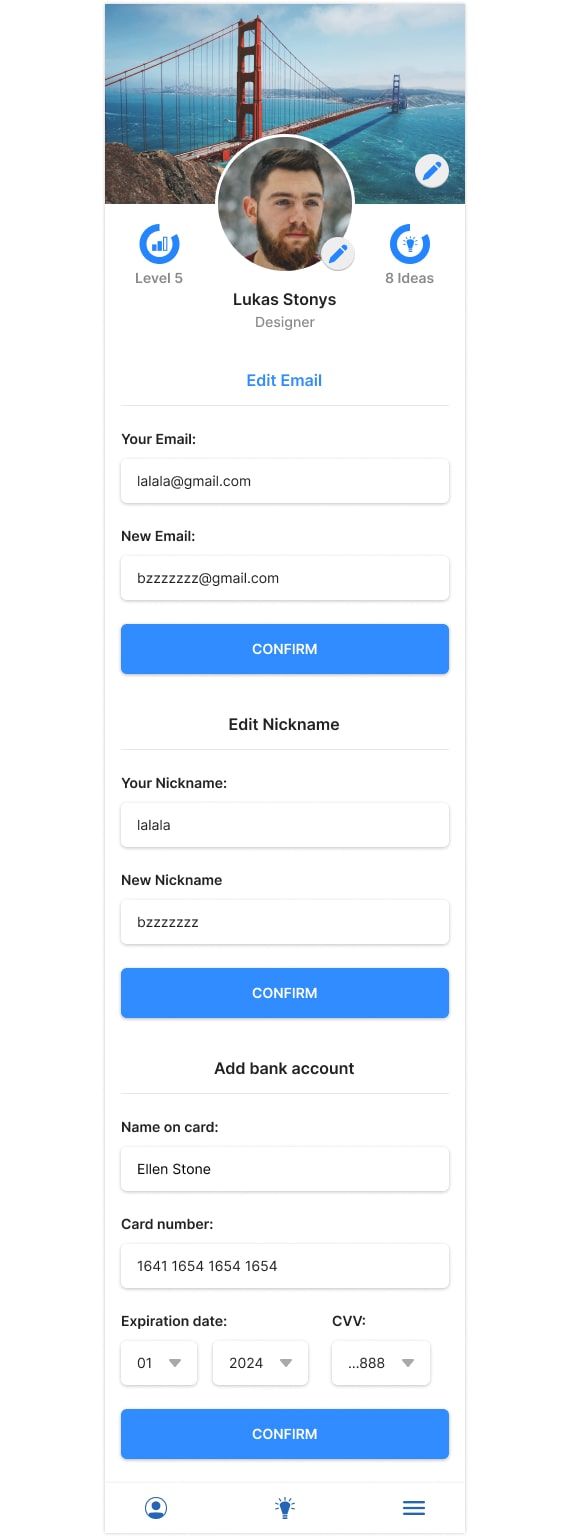 Level 5
8 Ideas
Lukas Stonys
Designer
Edit Email
Your Email:
lalala@gmail.com
New Email:
bzzzzzzz@gmail.com
CONFIRM
Edit Nickname
Your Nickname:
lalala
New Nickname
bzzzzzzz
CONFIRM
Add bank account
Name on card:
Ellen Stone
Card number:
1641 1654 1654 1654
Expiration date: CVV:
01 2024 ...888
CONFIRM